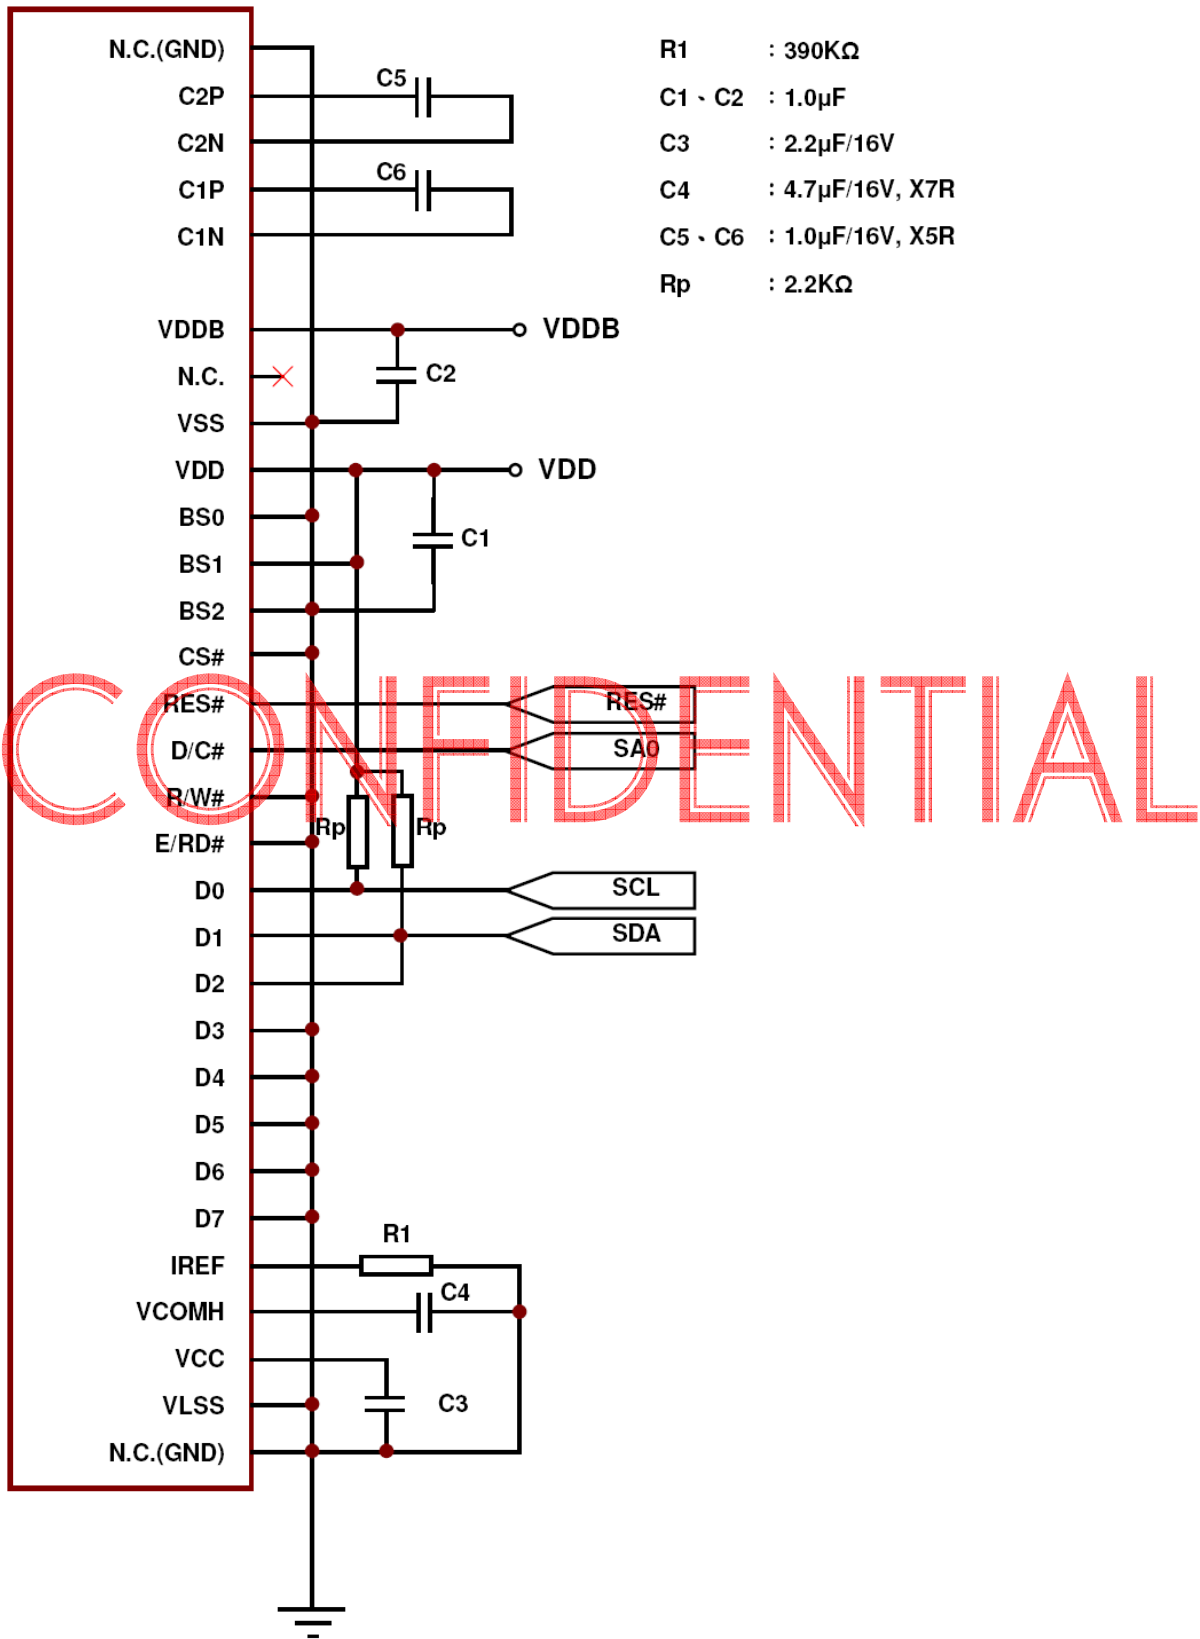 N.C.(GND)
C2P
C2N
C1P
C1N
VDDB
N.C.
VSS
VDD
BS0
BS1
BS2
CS#
RES#
D/C#
R/W#
E/RD#
D0
D1
D2
D3
D4
D5
D6
D7
IREF
VCOMH
VCC
VLSS
N.C.(GND)
C5
C6
VDDB
C2
VDD
C1
RES#
SA0
Rp
Rp
SCL
SDA
R1
C4
C3
R1 : 390KΩ
C1、C2 : 1.0μF
C3 : 2.2μF/16V
C4 : 4.7μF/16V, X7R
C5、C6 : 1.0μF/16V, X5R
Rp : 2.2KΩ
CONFIDENTIAL